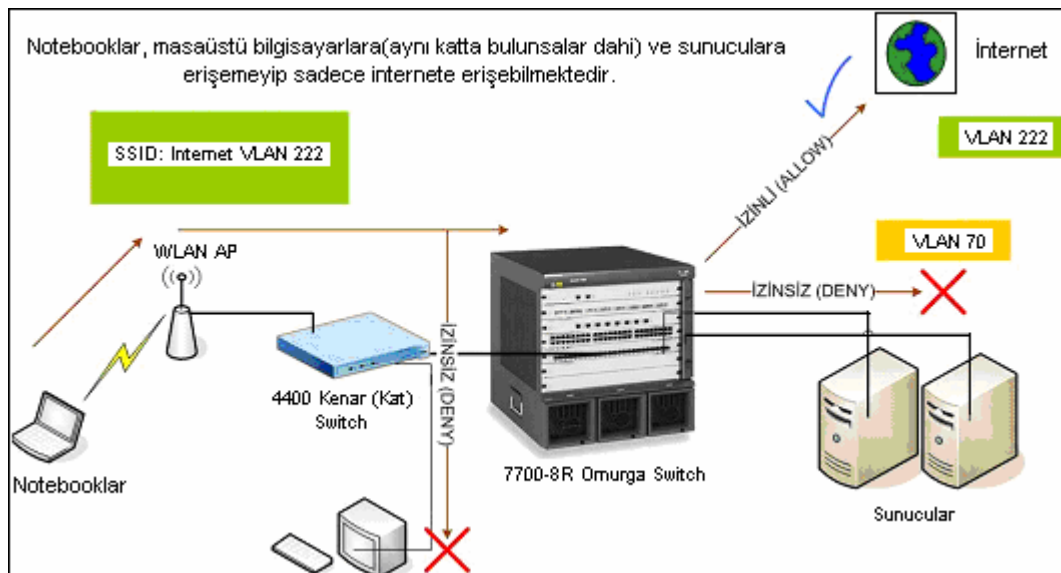 Notebooklar, masaüstü bilgisayarlara(aynı katta bulunsalar dahi) ve sunuculara
erişemeyip sadece internete erişebilmektedir.
İnternet
SSID: Internet VLAN 222
VLAN 222
İZİNLİ (ALLOW)
WLAN AP
VLAN 70
İZİNSİZ (DENY)
İZİNSİZ (DENY)
4400 Kenar (Kat)
Switch
7700-8R Omurga Switch
Notebooklar
Sunucular